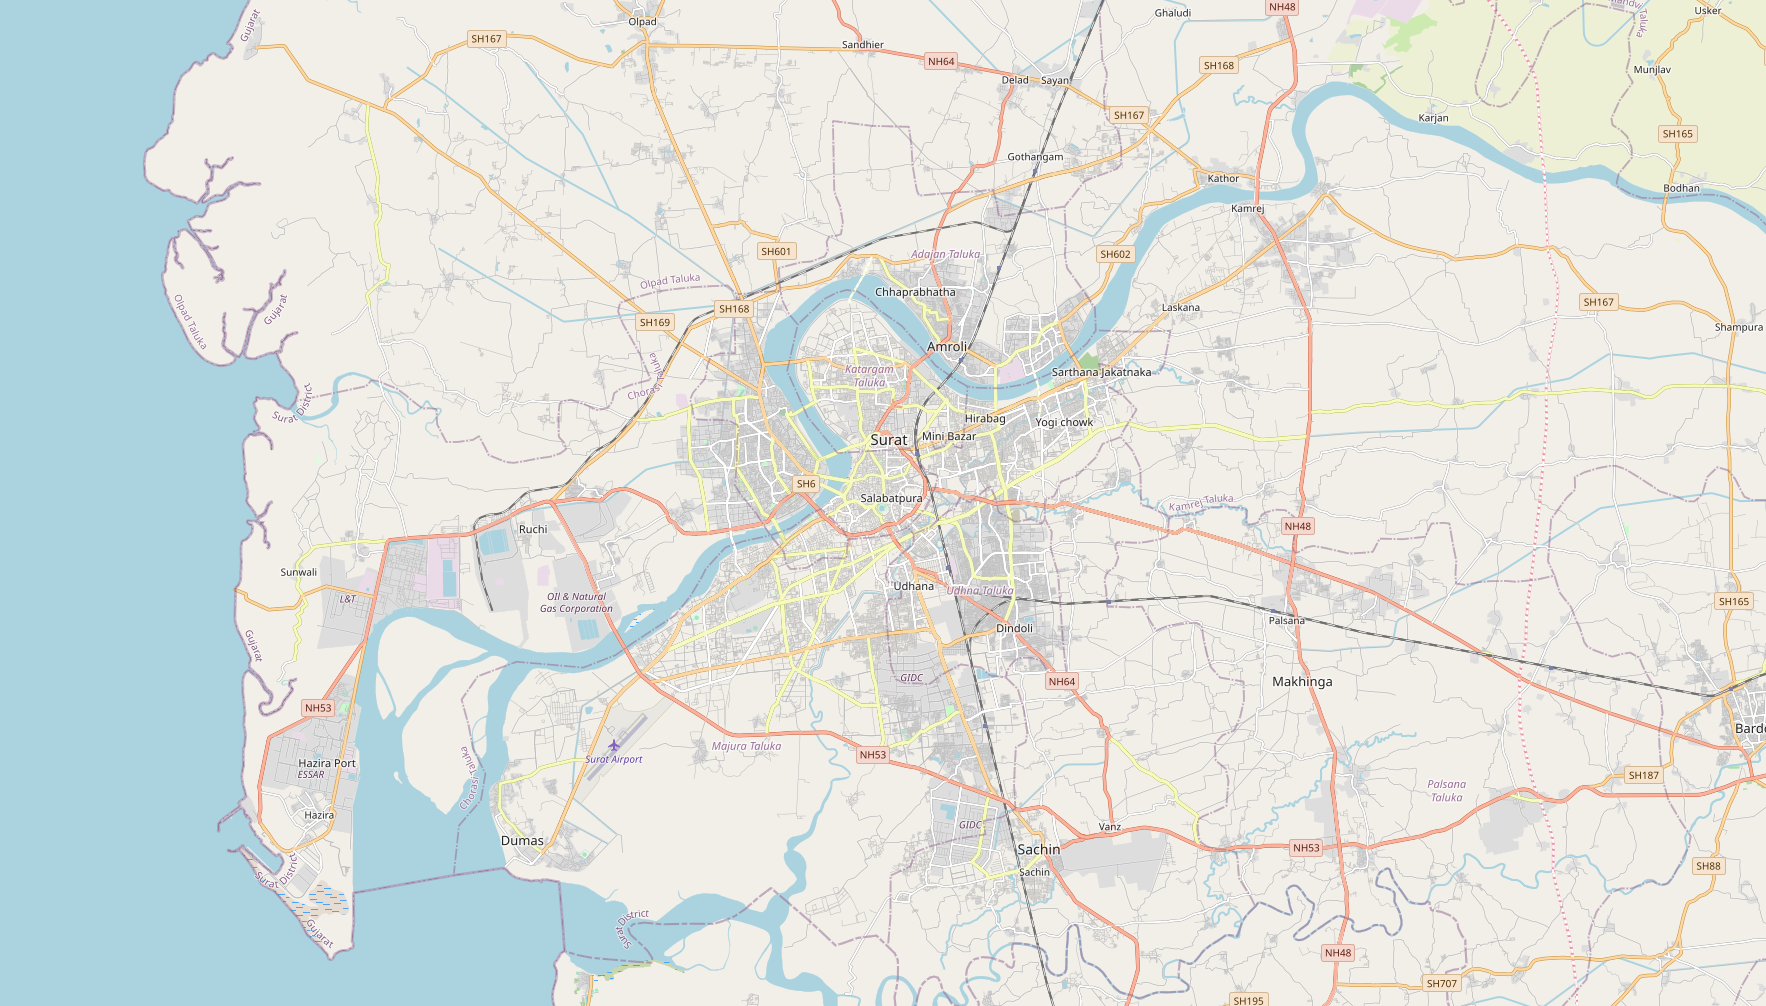 Gujarat
Olpad
SH167
Sandhier
NH64
Ghaludi
NH48
Usker
Delad
Sayan
SH168
Munjlav
SH167
Karjan
SH165
Gothangam
Kathor
Bodhan
Kamrej
SH601
Adajan Taluka
SH602
Olpad Taluka
Chhaprabhatha
Olpad Taluka
Gujarat
SH168
SH169
Laskana
SH167
Shampura
Amroli
Katargam
Taluka
Sarthana Jakatnaka
Surat District
Hirabag
Yogi chowk
Surat
Mini Bazar
SH6
Salabatpura
Kamrej Taluka
NH48
Ruchi
Sunwali
L&T
OIl & Natural
Gas Corporation
Udhana
Udhna Taluka
SH165
Palsana
Dindoli
Gujarat
GIDC
NH64
Makhinga
NH53
Majura Taluka
NH53
Surat Airport
Hazira Port
ESSAR
Chorasi Taluka
SH187
Palsana
Taluka
Hazira
GIDC
Vanz
Dumas
Sachin
NH53
Sachin
SH88
Surat District
Gujarat
Surat District
NH48
SH707
SH195